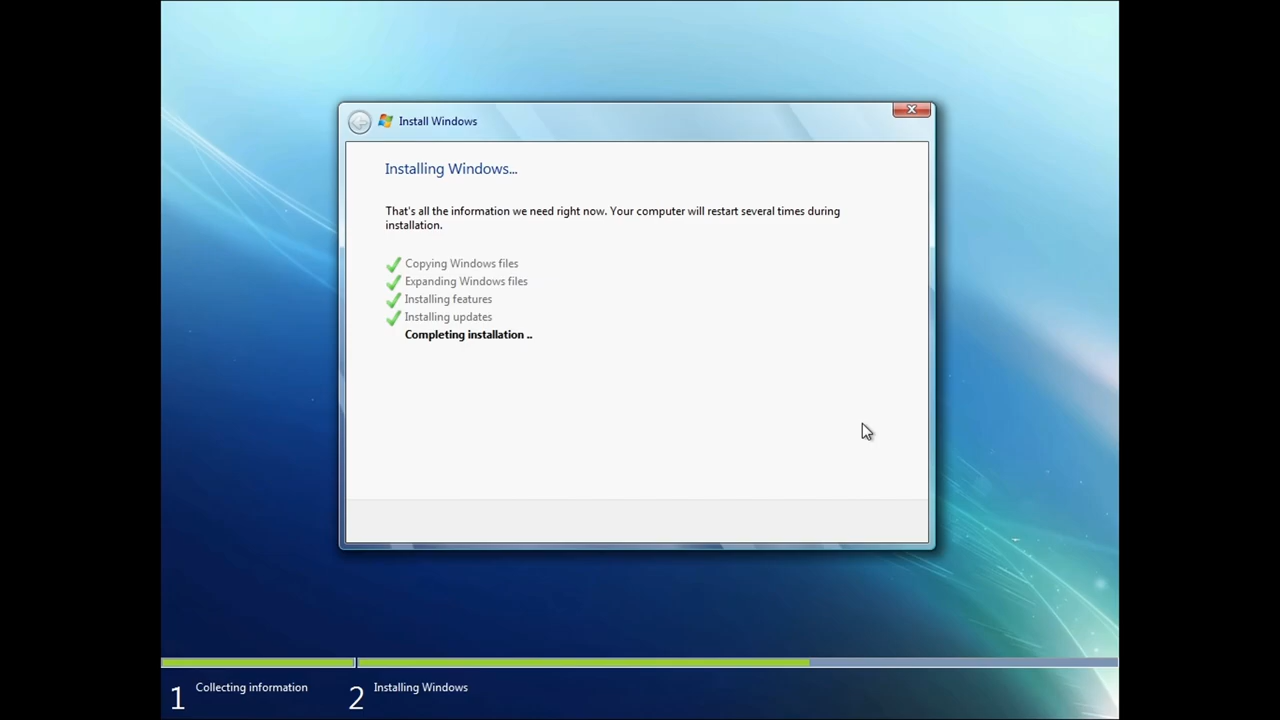 Install Windows
Installing Windows...
That's all the information we need right now. Your computer will restart several times during
installation.
Copying Windows files
Expanding Windows files
Installing features
Installing updates
Completing installation ..
1 Collecting information
2 Installing Windows